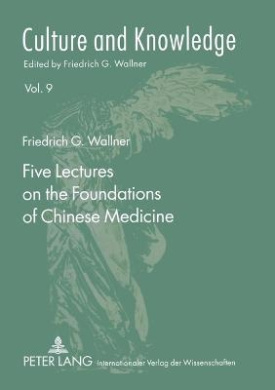 Culture and Knowledge
Edited by Friedrich G. Wallner
Vol. 9
Friedrich G. Wallner
Five Lectures
on the Foundations
of Chinese Medicine
PETER LANG
Internationaler Verlag der Wissenschaften